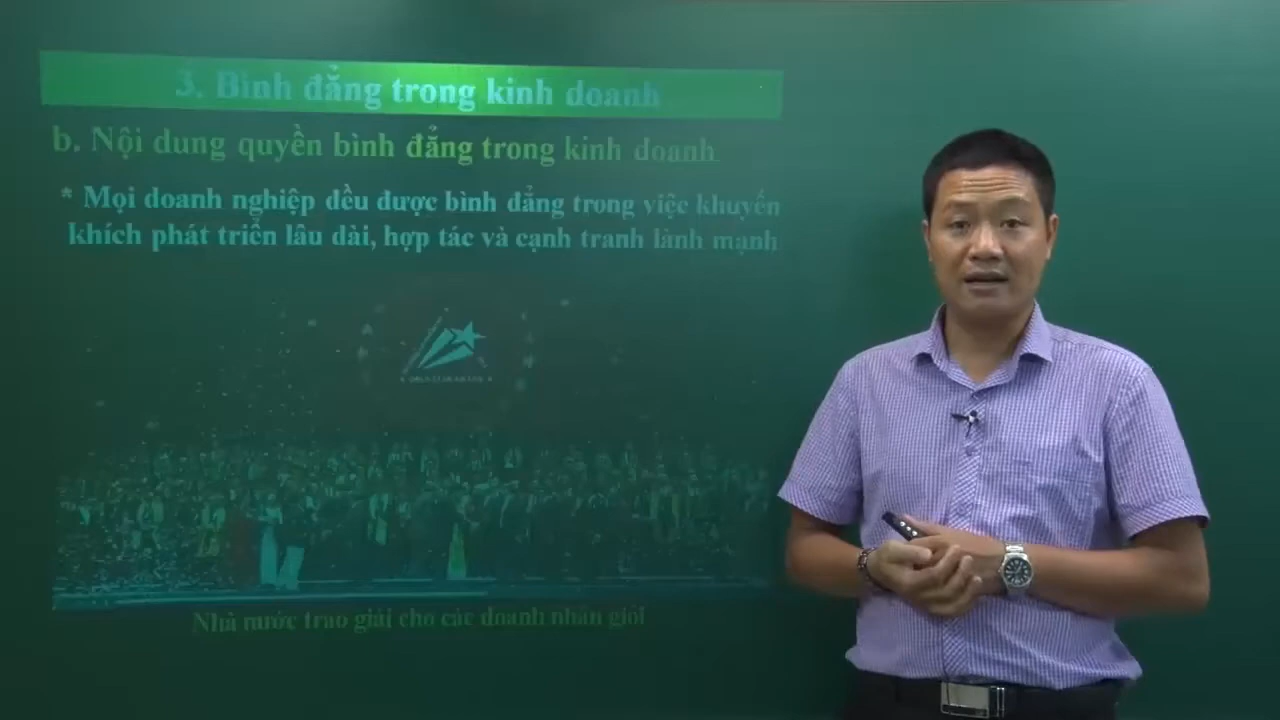 3. Bình đẳng trong kinh doanh
b. Nội dung quyền bình đẳng trong kinh doanh
* Mọi doanh nghiệp đều được bình đẳng trong việc khuyến
khích phát triển lâu dài, hợp tác và cạnh tranh lành mạnh
Nhà nước trao giải cho các doanh nhân giỏi